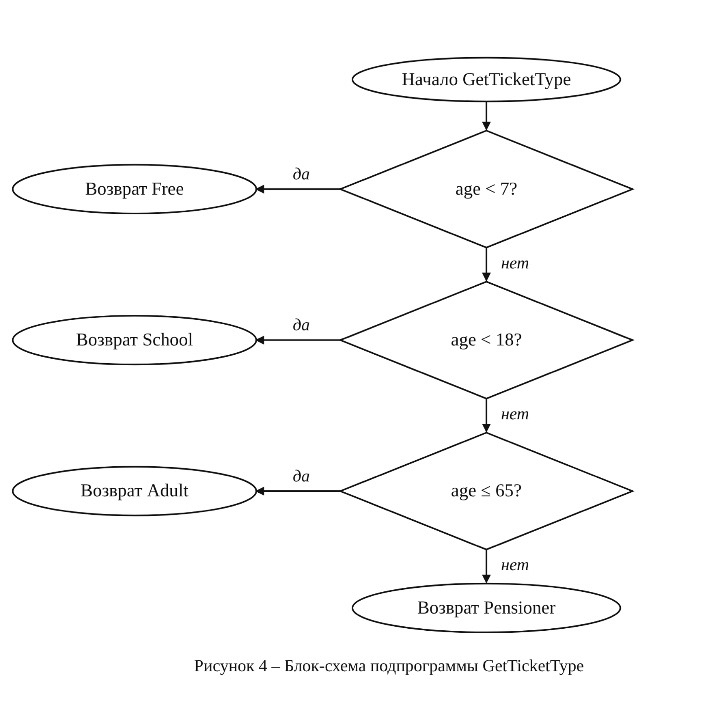 Начало GetTicketType
age < 7?
да
Возврат Free
нет
age < 18?
да
Возврат School
нет
age ≤ 65?
да
Возврат Adult
нет
Возврат Pensioner
Рисунок 4 – Блок-схема подпрограммы GetTicketType